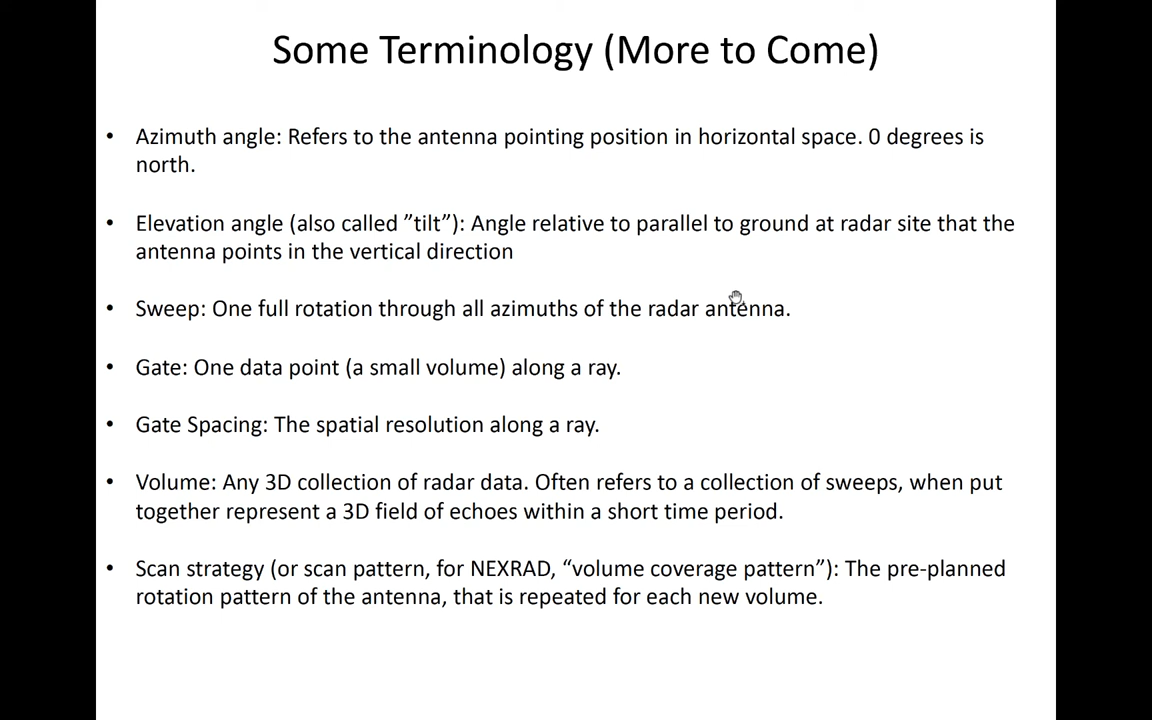 Some Terminology (More to Come)
• Azimuth angle: Refers to the antenna pointing position in horizontal space. 0 degrees is
north.
• Elevation angle (also called ”tilt”): Angle relative to parallel to ground at radar site that the
antenna points in the vertical direction
• Sweep: One full rotation through all azimuths of the radar antenna.
• Gate: One data point (a small volume) along a ray.
• Gate Spacing: The spatial resolution along a ray.
• Volume: Any 3D collection of radar data. Often refers to a collection of sweeps, when put
together represent a 3D field of echoes within a short time period.
• Scan strategy (or scan pattern, for NEXRAD, “volume coverage pattern”): The pre-planned
rotation pattern of the antenna, that is repeated for each new volume.